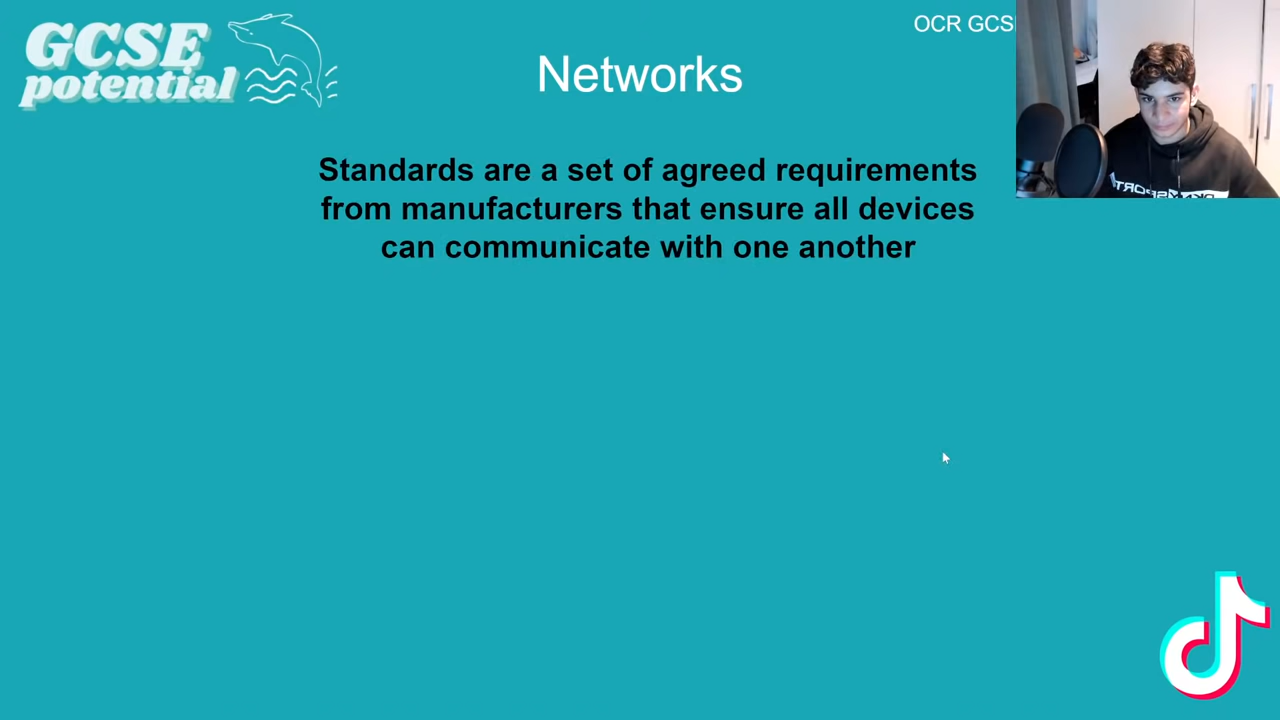 GCSE
potential
OCR GCS
Networks
Standards are a set of agreed requirements
from manufacturers that ensure all devices
can communicate with one another